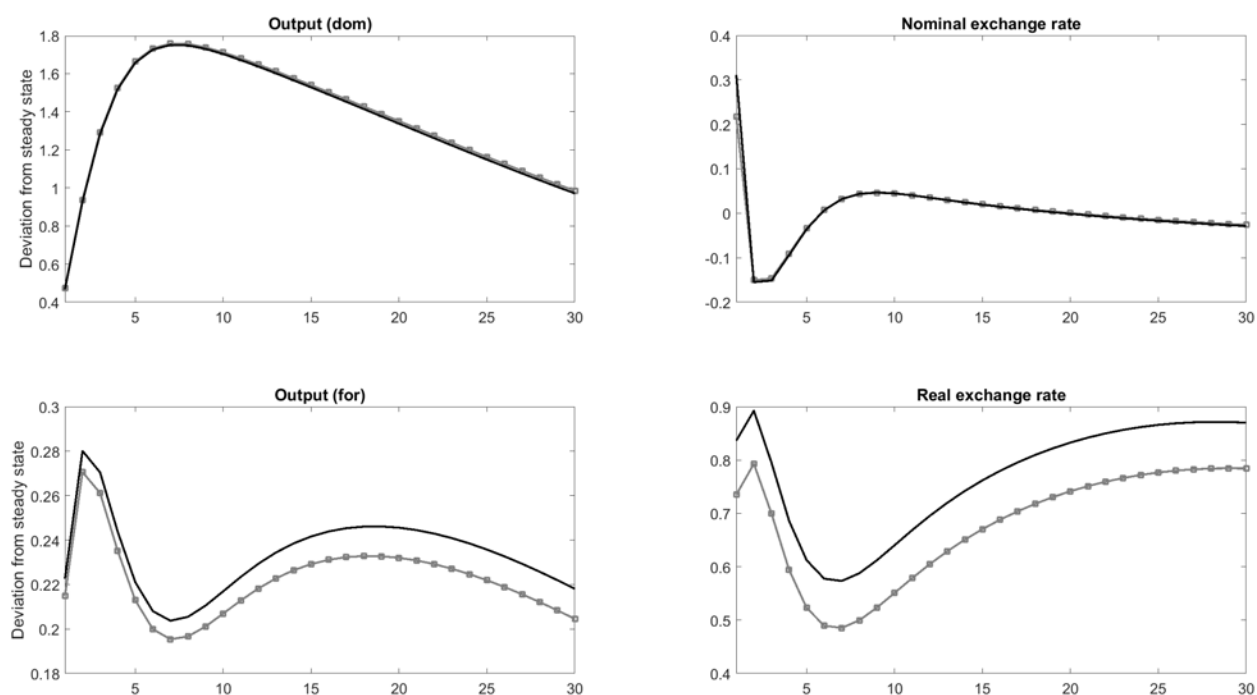 Output (dom)
Deviation from steady state
1.8
1.6
1.4
1.2
1
0.8
0.6
0.4
5 10 15 20 25 30
Nominal exchange rate
0.4
0.3
0.2
0.1
0
-0.1
-0.2
5 10 15 20 25 30
Output (for)
Deviation from steady state
0.3
0.28
0.26
0.24
0.22
0.2
0.18
5 10 15 20 25 30
Real exchange rate
0.9
0.8
0.7
0.6
0.5
0.4
5 10 15 20 25 30